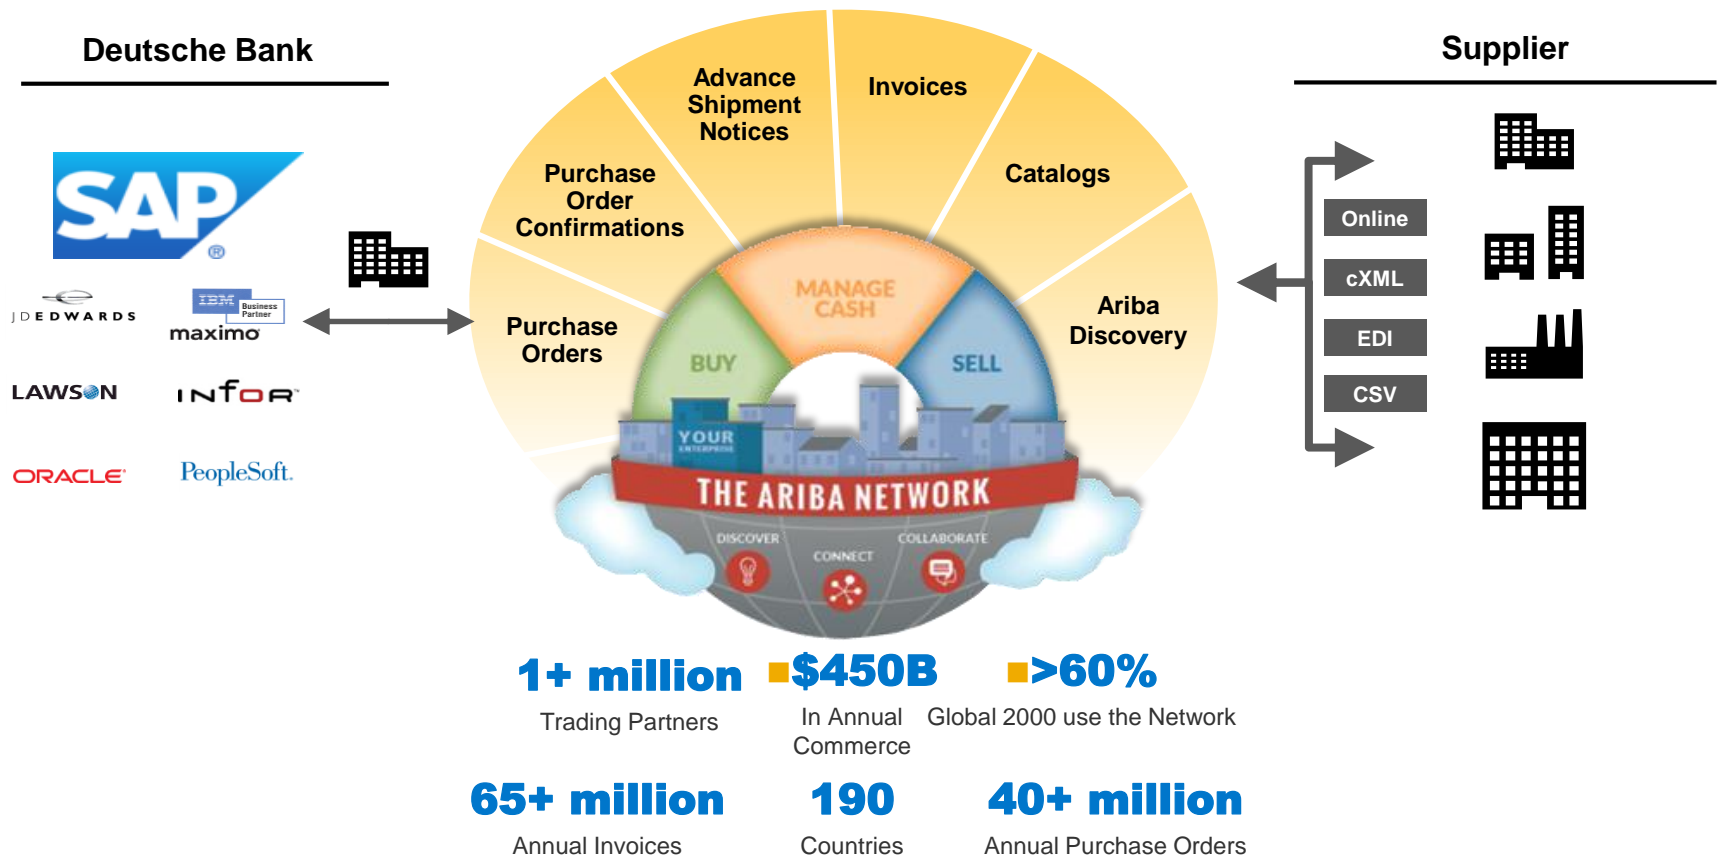 Deutsche Bank
SAP
®
JDEDWARDS
IBM
Business
Partner
maximo
LAWSON
INFOR™
ORACLE®
PeopleSoft.
Purchase
Orders
Purchase
Order
Confirmations
Advance
Shipment
Notices
Invoices
Catalogs
Ariba
Discovery
BUY
MANAGE
CASH
SELL
YOUR
ENTERPRISE
THE ARIBA NETWORK
DISCOVER
CONNECT
COLLABORATE
Supplier
Online
cXML
EDI
CSV
1+ million
Trading Partners
$450B
In Annual
Commerce
>60%
Global 2000 use the Network
65+ million
Annual Invoices
190
Countries
40+ million
Annual Purchase Orders